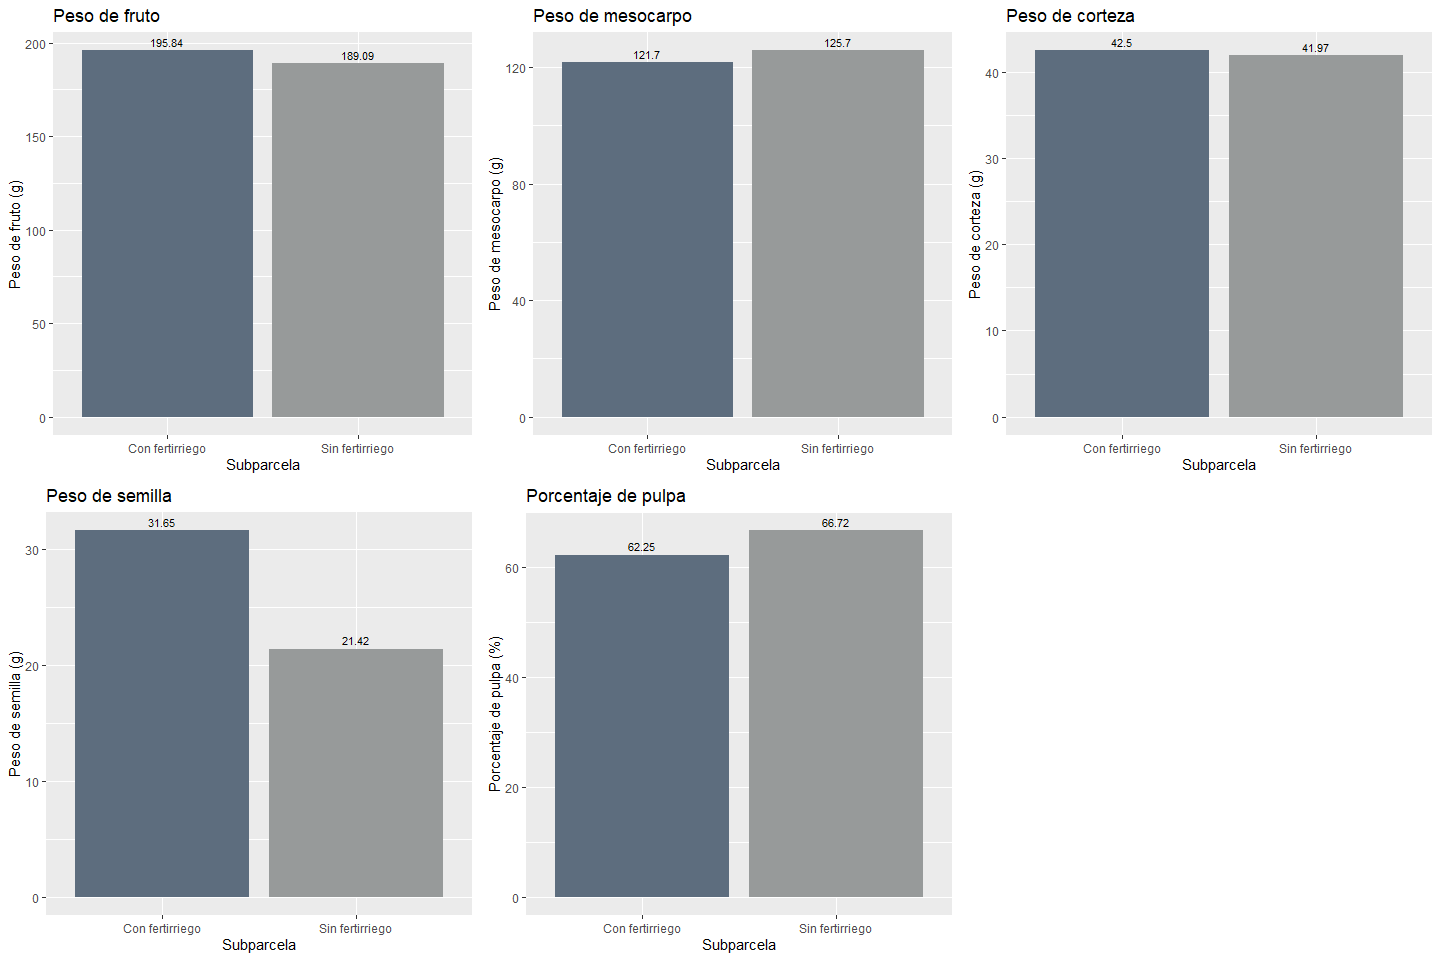 Peso de fruto
195.84
189.09
200
150
100
50
0
Peso de fruto (g)
Con fertirriego
Sin fertirriego
Subparcela
Peso de mesocarpo
121.7
125.7
120
80
40
0
Peso de mesocarpo (g)
Con fertirriego
Sin fertirriego
Subparcela
Peso de corteza
42.5
41.97
40
30
20
10
0
Peso de corteza (g)
Con fertirriego
Sin fertirriego
Subparcela
Peso de semilla
31.65
21.42
30
20
10
0
Peso de semilla (g)
Con fertirriego
Sin fertirriego
Subparcela
Porcentaje de pulpa
62.25
66.72
60
40
20
0
Porcentaje de pulpa (%)
Con fertirriego
Sin fertirriego
Subparcela